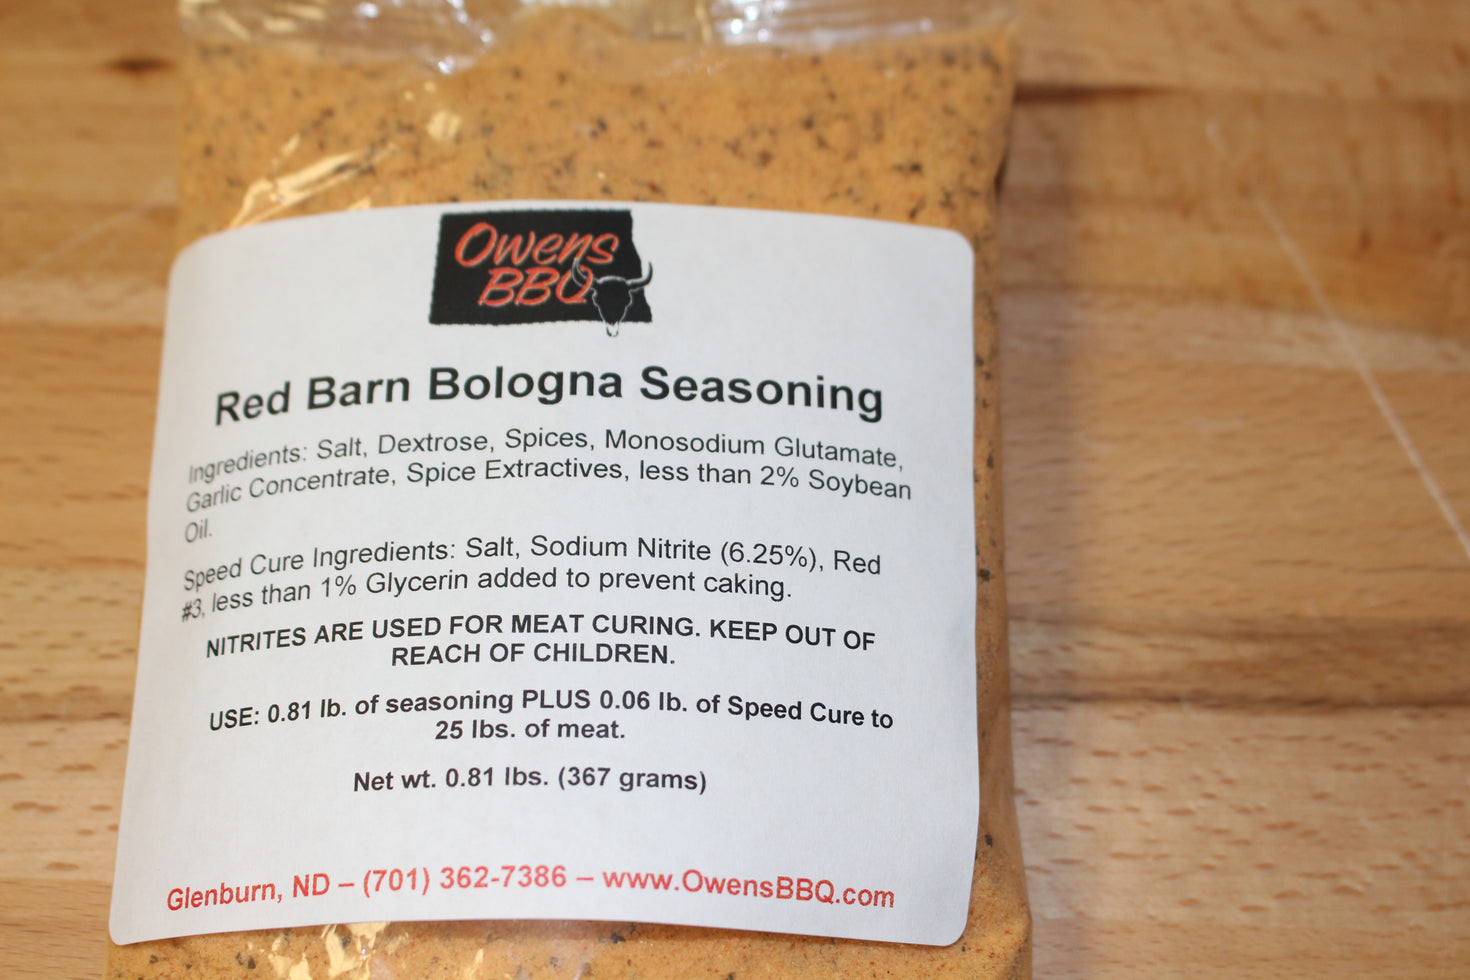 Owens
BBQ
Red Barn Bologna Seasoning
Ingredients: Salt, Dextrose, Spices, Monosodium Glutamate,
Garlic Concentrate, Spice Extractives, less than 2% Soybean
Oil.
Speed Cure Ingredients: Salt, Sodium Nitrite (6.25%), Red
#3, less than 1% Glycerin added to prevent caking.
NITRITES ARE USED FOR MEAT CURING. KEEP OUT OF
REACH OF CHILDREN.
USE: 0.81 lb. of seasoning PLUS 0.06 lb. of Speed Cure to
25 lbs. of meat.
Net wt. 0.81 lbs. (367 grams)
Glenburn, ND – (701) 362-7386 – www.OwensBBQ.com